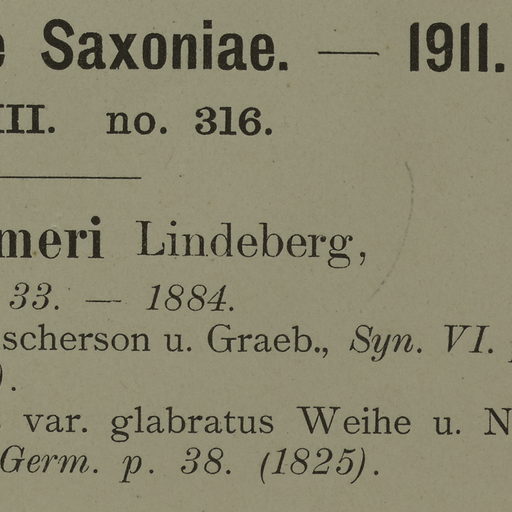 Saxoniae. — 1911.
III. no. 316.
meri Lindeberg,
33. — 1884.
scherson u. Graeb., Syn. VI.
).
var. glabratus Weihe u. N
Germ. p. 38. (1825).